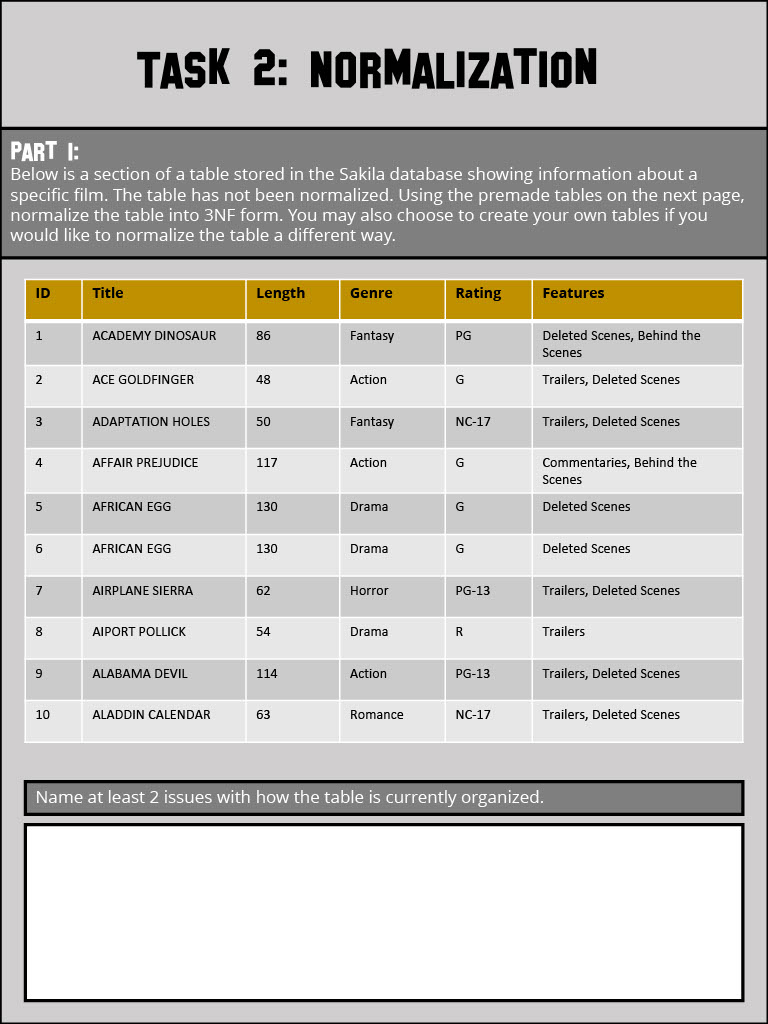 TASK 2: NORMALIZATION
PART 1:
Below is a section of a table stored in the Sakila database showing information about a
specific film. The table has not been normalized. Using the premade tables on the next page,
normalize the table into 3NF form. You may also choose to create your own tables if you
would like to normalize the table a different way.
ID Title Length Genre Rating Features
1 ACADEMY DINOSAUR 86 Fantasy PG Deleted Scenes, Behind the
Scenes
2 ACE GOLDFINGER 48 Action G Trailers, Deleted Scenes
3 ADAPTATION HOLES 50 Fantasy NC-17 Trailers, Deleted Scenes
4 AFFAIR PREJUDICE 117 Action G Commentaries, Behind the
Scenes
5 AFRICAN EGG 130 Drama G Deleted Scenes
6 AFRICAN EGG 130 Drama G Deleted Scenes
7 AIRPLANE SIERRA 62 Horror PG-13 Trailers, Deleted Scenes
8 AIPORT POLLICK 54 Drama R Trailers
9 ALABAMA DEVIL 114 Action PG-13 Trailers, Deleted Scenes
10 ALADDIN CALENDAR 63 Romance NC-17 Trailers, Deleted Scenes
Name at least 2 issues with how the table is currently organized.